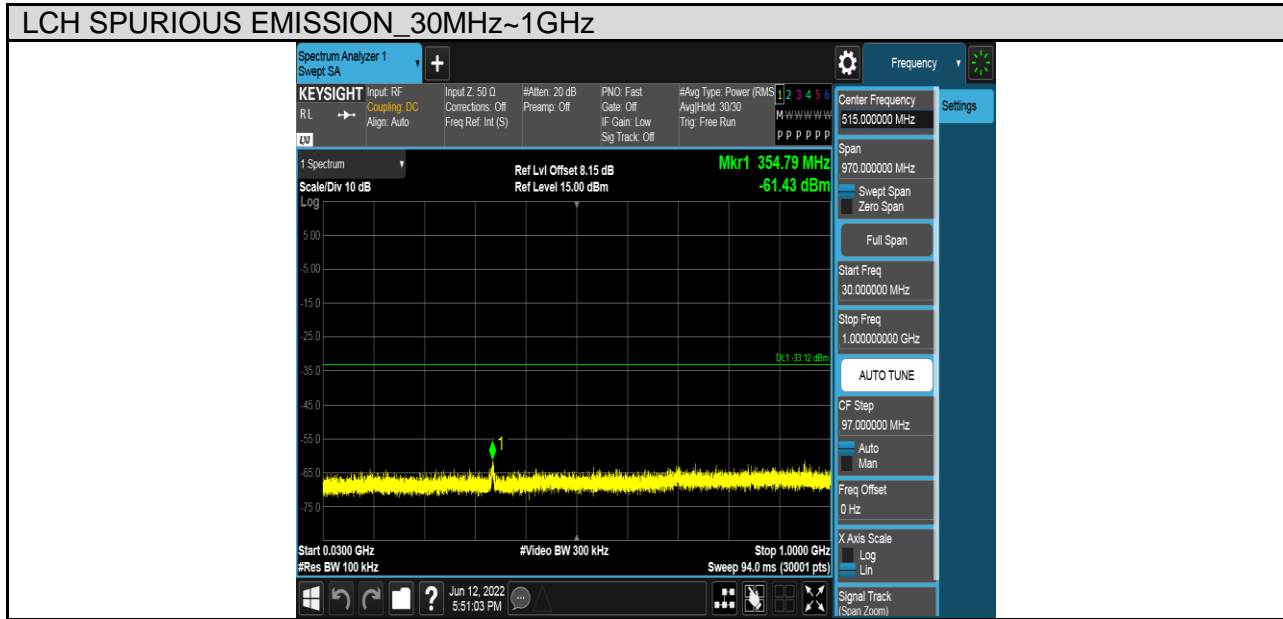 LCH SPURIOUS EMISSION_30MHz~1GHz
Spectrum Analyzer 1
Swept SA
+
Frequency
KEYSIGHT
RL
LXI
Input: RF
Coupling: DC
Align: Auto
Input Z: 50 Ω
Corrections: Off
Freq Ref: Int (S)
#Atten: 20 dB
Preamp: Off
PNO: Fast
Gate: Off
IF Gain: Low
Sig Track: Off
#Avg Type: Power (RMS
Avg|Hold: 30/30
Trig: Free Run
1 2 3 4 5 6
M W W W W W
P P P P P P
1 Spectrum
Scale/Div 10 dB
Ref Lvl Offset 8.15 dB
Ref Level 15.00 dBm
Mkr1 354.79 MHz
-61.43 dBm
Log
5.00
-5.00
-15.0
-25.0
DL1 -33.12 dBm
-35.0
-45.0
-55.0
1
-65.0
-75.0
Start 0.0300 GHz
#Res BW 100 kHz
#Video BW 300 kHz
Stop 1.0000 GHz
Sweep 94.0 ms (30001 pts)
?
Jun 12, 2022
5:51:03 PM
Center Frequency
515.000000 MHz
Span
970.000000 MHz
Swept Span
Zero Span
Full Span
Start Freq
30.000000 MHz
Stop Freq
1.000000000 GHz
AUTO TUNE
CF Step
97.000000 MHz
Auto
Man
Freq Offset
0 Hz
X Axis Scale
Log
Lin
Signal Track
(Span Zoom)
Settings